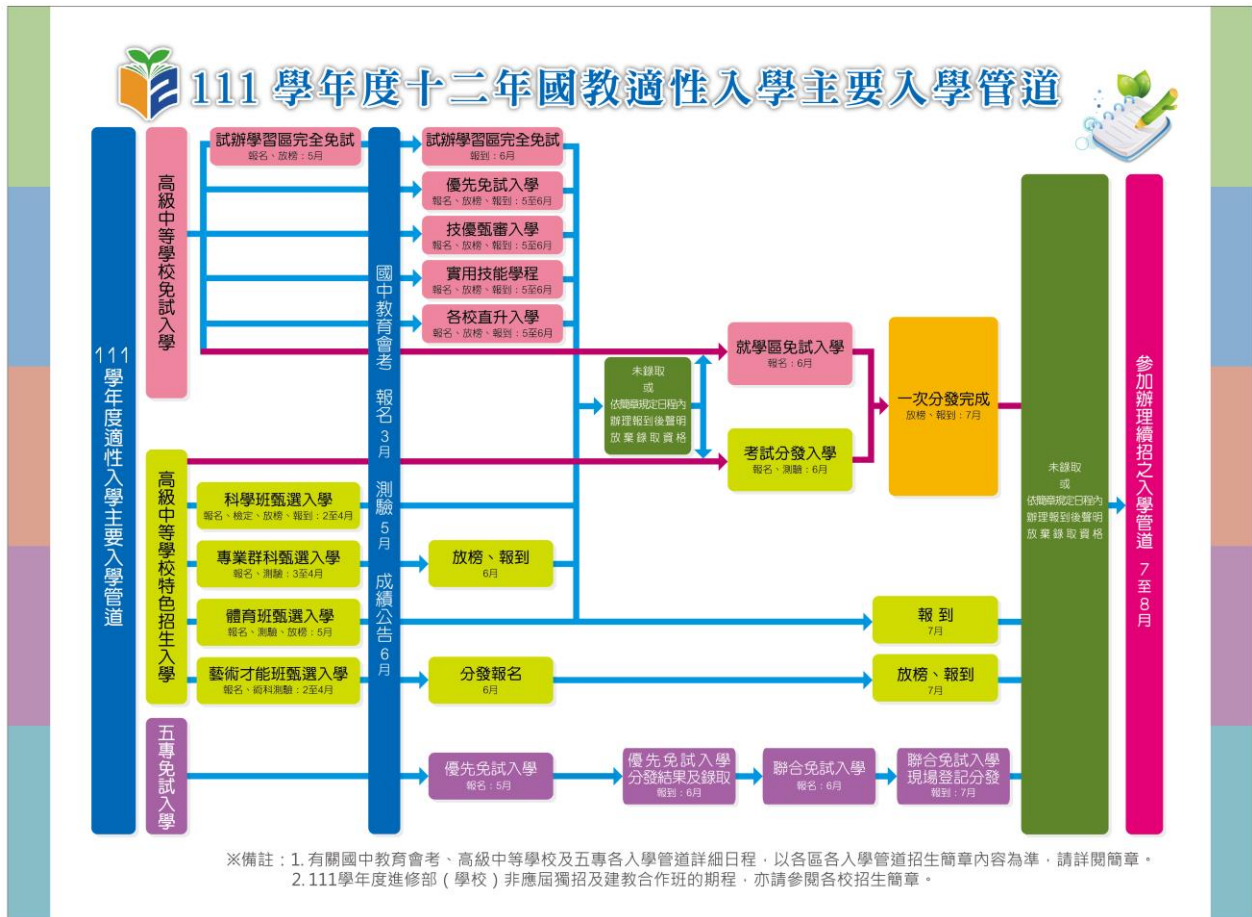 111 學年度十二年國教適性入學主要入學管道
111學年度適性入學主要入學管道
高級中等學校免試入學
試辦學習區完全免試
報名、放榜：5月
試辦學習區完全免試
報到：6月
優先免試入學
報名、放榜、報到：5至6月
技優甄審入學
報名、放榜、報到：5至6月
實用技能學程
報名、放榜、報到：5至6月
各校直升入學
報名、放榜、報到：5至6月
國中教育會考 報名3月 測驗5月 成績公告6月
未錄取
或
依簡章規定日程內
辦理報到後聲明
放棄錄取資格
就學區免試入學
報名：6月
考試分發入學
報名、測驗：6月
一次分發完成
放榜、報到：7月
高級中等學校特色招生入學
科學班甄選入學
報名、檢定、放榜、報到：2至4月
專業群科甄選入學
報名、測驗：3至4月
放榜、報到
6月
體育班甄選入學
報名、測驗、放榜：5月
報到
7月
藝術才能班甄選入學
報名、術科測驗：2至4月
分發報名
6月
放榜、報到
7月
五專免試入學
優先免試入學
報名：5月
優先免試入學
分發結果及錄取
報到：6月
聯合免試入學
報名：6月
聯合免試入學
現場登記分發
報到：7月
未錄取
或
依簡章規定日程內
辦理報到後聲明
放棄錄取資格
參加辦理續招之入學管道 7至8月
※備註：1. 有關國中教育會考、高級中等學校及五專各入學管道詳細日程，以各區各入學管道招生簡章內容為準，請詳閱簡章。
2. 111學年度進修部（學校）非應屆獨招及建教合作班的期程，亦請參閱各校招生簡章。